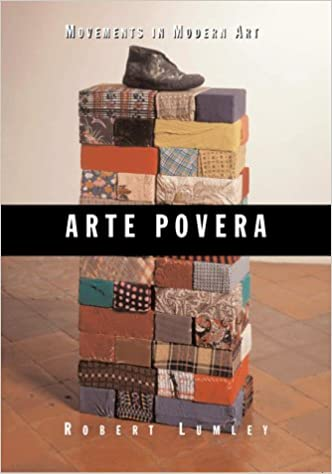 MOVEMENTS IN MODERN ART
ARTE POVERA
ROBERT LUMLEY